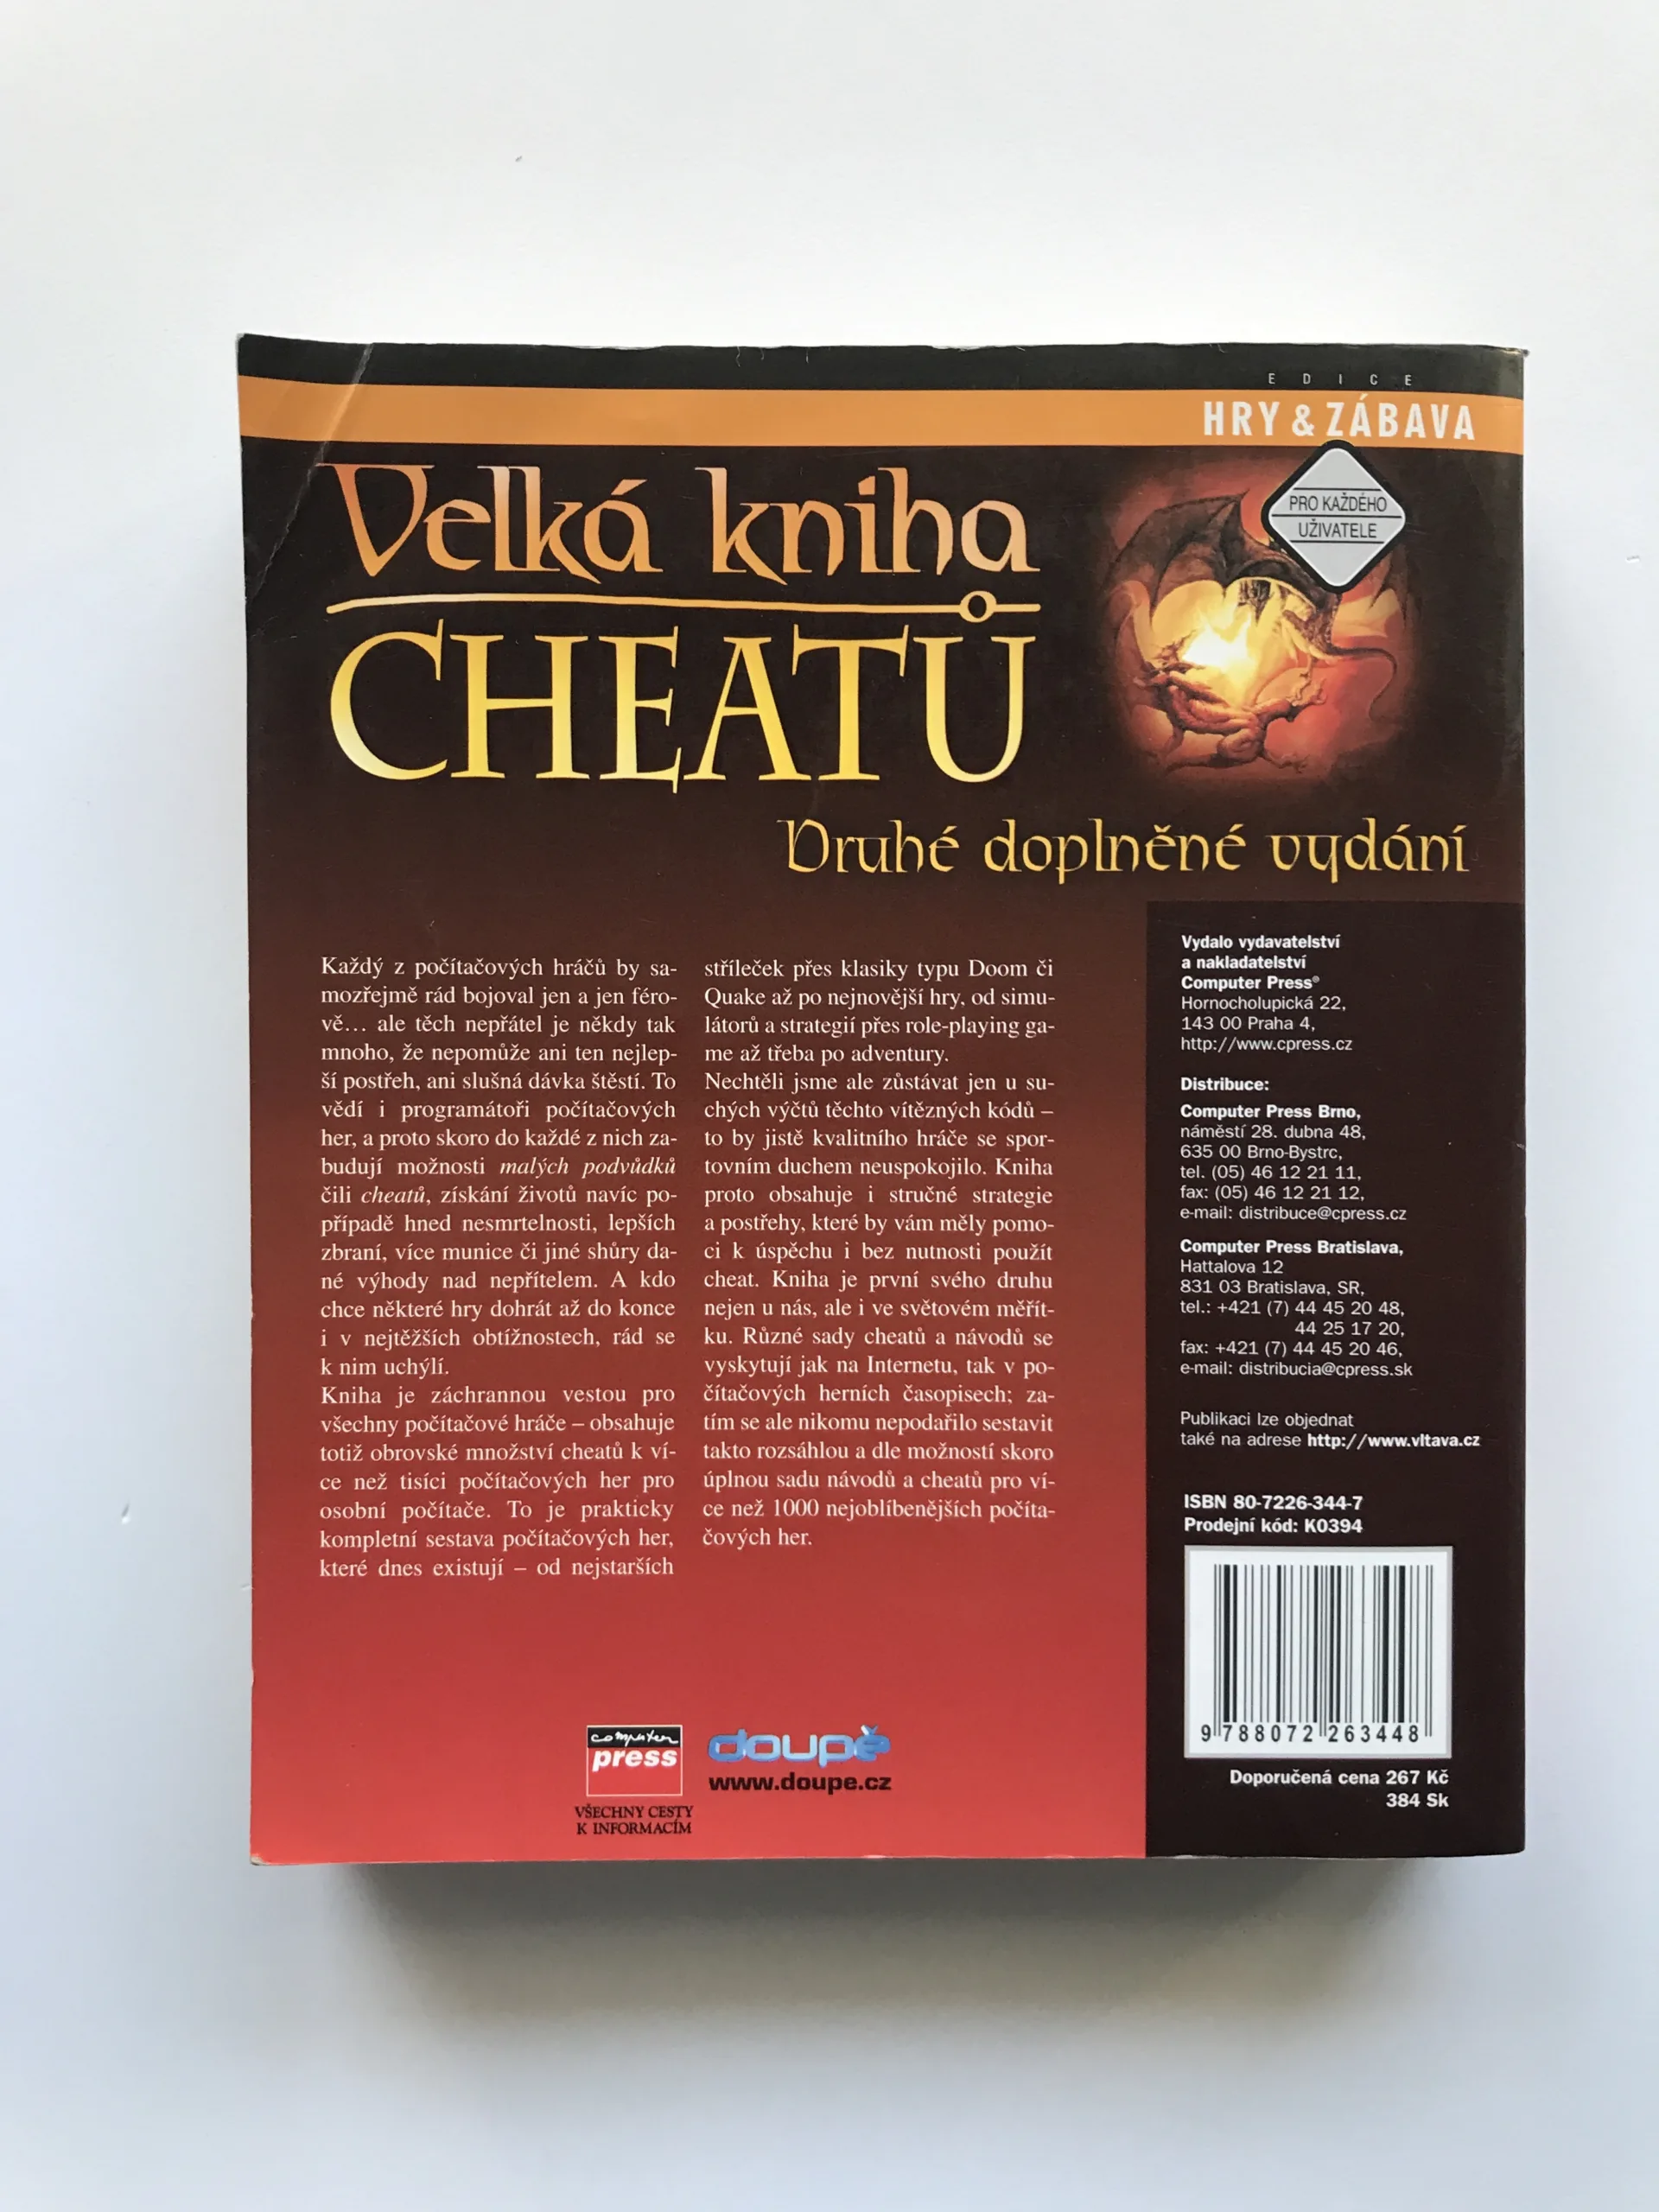 EDICE
HRY & ZÁBAVA
PRO KAŽDÉHO
UŽIVATELE
Velká kniha
CHEATŮ
Druhé doplněné vydání
Každý z počítačových hráčů by sa-
mozřejmě rád bojoval jen a jen féro-
vě... ale těch nepřátel je někdy tak
mnoho, že nepomůže ani ten nejlep-
ší postřeh, ani slušná dávka štěstí. To
vědí i programátoři počítačových
her, a proto skoro do každé z nich za-
budují možnosti malých podvůdků
čili cheatů, získání životů navíc po-
případě hned nesmrtelnosti, lepších
zbraní, více munice či jiné shůry da-
né výhody nad nepřítelem. A kdo
chce některé hry dohrát až do konce
i v nejtěžších obtížnostech, rád se
k nim uchýlí.
Kniha je záchrannou vestou pro
všechny počítačové hráče – obsahuje
totiž obrovské množství cheatů k ví-
ce než tisíci počítačových her pro
osobní počítače. To je prakticky
kompletní sestava počítačových her,
které dnes existují – od nejstarších
stříleček přes klasiky typu Doom či
Quake až po nejnovější hry, od simu-
látorů a strategií přes role-playing ga-
me až třeba po adventury.
Nechtěli jsme ale zůstávat jen u su-
chých výčtů těchto vítězných kódů –
to by jistě kvalitního hráče se spor-
tovním duchem neuspokojilo. Kniha
proto obsahuje i stručné strategie
a postřehy, které by vám měly pomo-
ci k úspěchu i bez nutnosti použít
cheat. Kniha je první svého druhu
nejen u nás, ale i ve světovém měřít-
ku. Různé sady cheatů a návodů se
vyskytují jak na Internetu, tak v po-
čítačových herních časopisech; za-
tím se ale nikomu nepodařilo sestavit
takto rozsáhlou a dle možností skoro
úplnou sadu návodů a cheatů pro ví-
ce než 1000 nejoblíbenějších počíta-
čových her.
Vydalo vydavatelství
a nakladatelství
Computer Press®
Hornocholupická 22,
143 00 Praha 4,
http://www.cpress.cz
Distribuce:
Computer Press Brno,
náměstí 28. dubna 48,
635 00 Brno-Bystrc,
tel. (05) 46 12 21 11,
fax: (05) 46 12 21 12,
e-mail: distribuce@cpress.cz
Computer Press Bratislava,
Hattalova 12
831 03 Bratislava, SR,
tel.: +421 (7) 44 45 20 48,
44 25 17 20,
fax: +421 (7) 44 45 20 46,
e-mail: distribucia@cpress.sk
Publikaci lze objednat
také na adrese http://www.vltava.cz
ISBN 80-7226-344-7
Prodejní kód: K0394
9 788072 263448
Doporučená cena 267 Kč
384 Sk
computer
press
VŠECHNY CESTY
K INFORMACÍM
doupě
www.doupe.cz